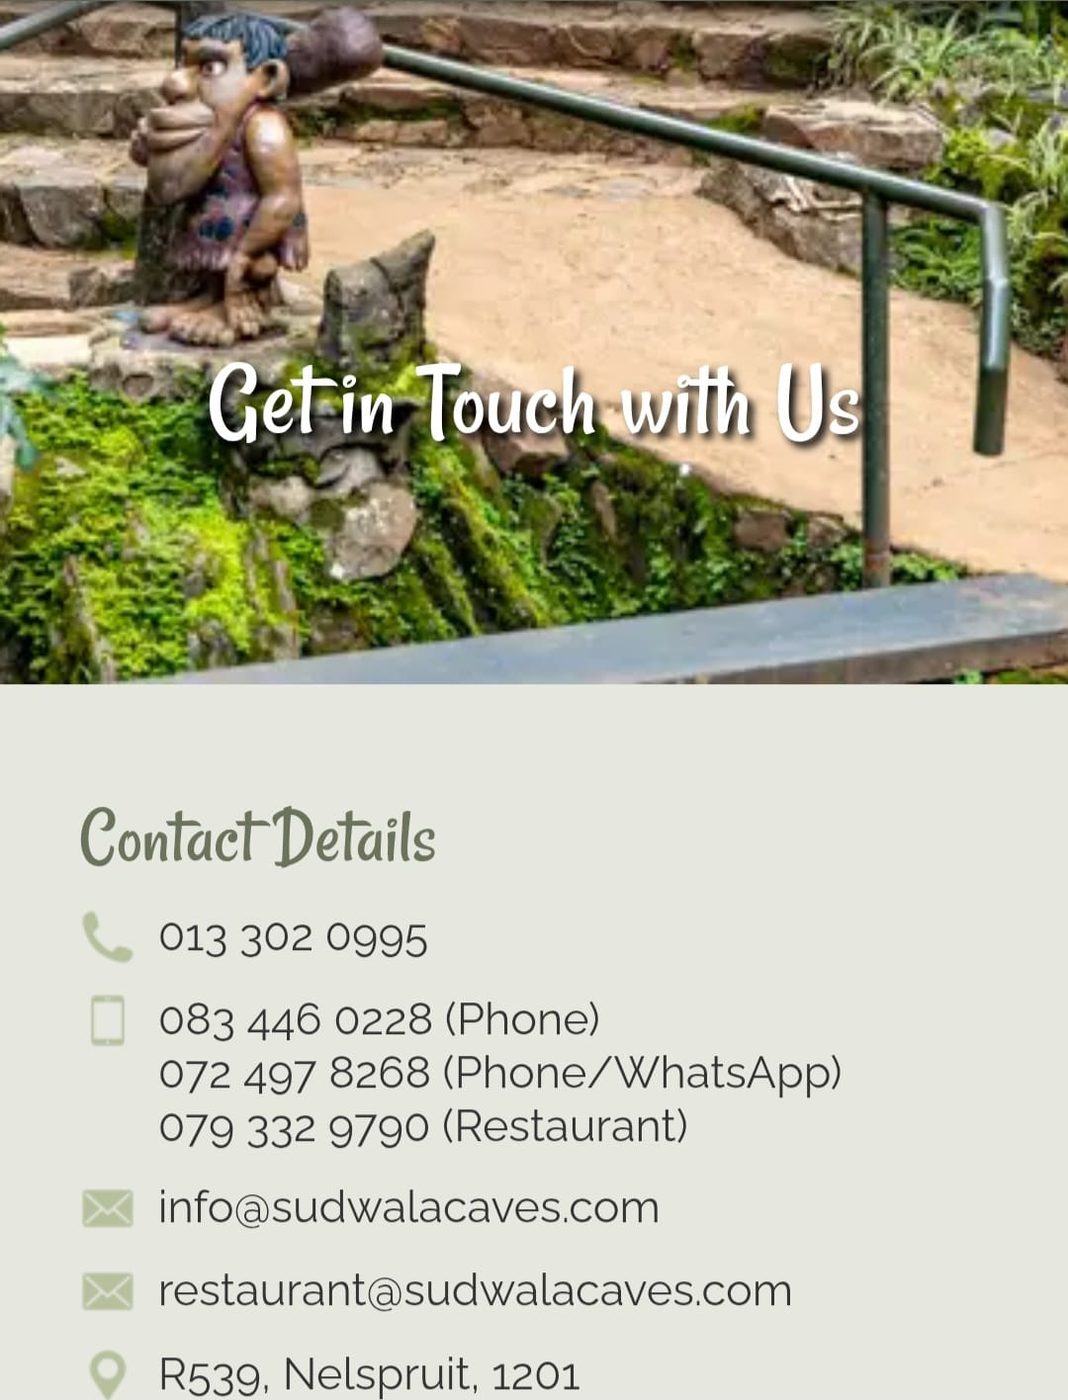 Get in Touch with Us
Contact Details
013 302 0995
083 446 0228 (Phone)
072 497 8268 (Phone/WhatsApp)
079 332 9790 (Restaurant)
info@sudwalacaves.com
restaurant@sudwalacaves.com
R539, Nelspruit, 1201